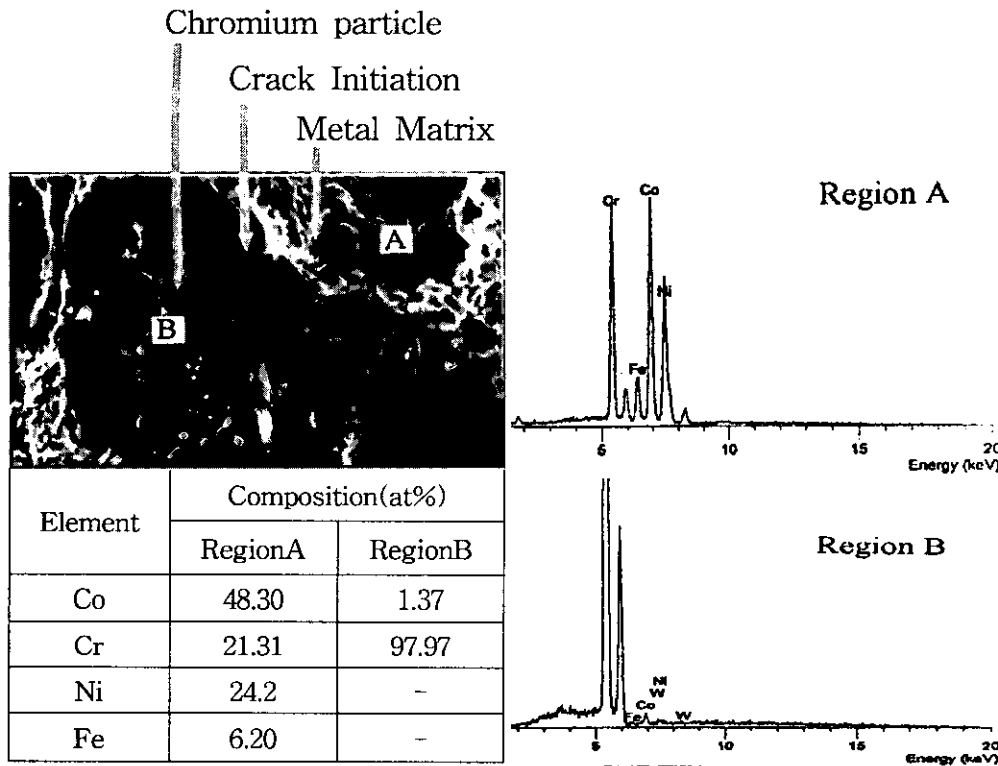 Chromium particle
Crack Initiation
Metal Matrix
A
B
Region A
Cr
Co
Ni
Fe
5
10
15
20
Energy (keV)
Element
Composition(at%)
RegionA
RegionB
Co
48.30
1.37
Cr
21.31
97.97
Ni
24.2
-
Fe
6.20
-
Region B
Ni
W
Co
Fe
W
5
10
15
20
Energy (keV)